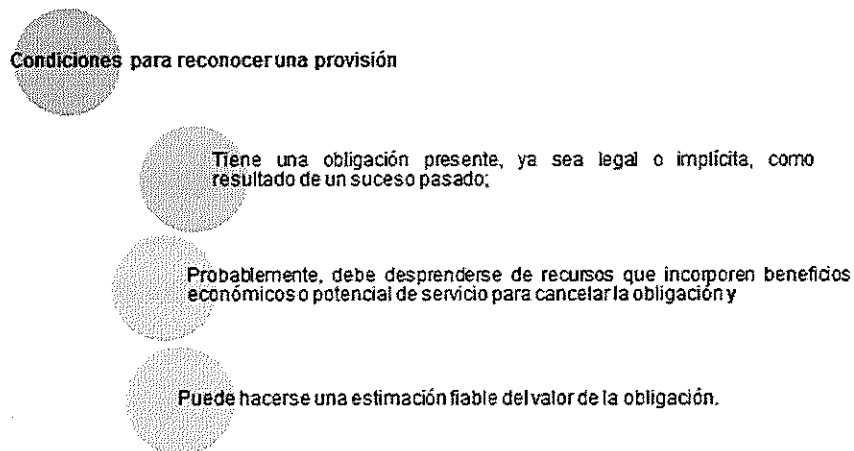 Condiciones para reconocer una provisión
Tiene una obligación presente, ya sea legal o implícita, como
resultado de un suceso pasado;
Probablemente, debe desprenderse de recursos que incorporen beneficios
económicos o potencial de servicio para cancelar la obligación y
Puede hacerse una estimación fiable del valor de la obligación.